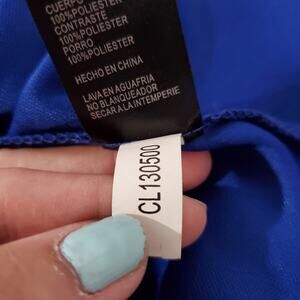 CUERPO
100%POLIESTER
CONTRASTE
100%POLIESTER
PORRO
100%POLIESTER
HECHO EN CHINA
LAVA EN AGUAFRIA
NO BLANQUEADOR
SECAR A LA INTEMPERIE
CL130500